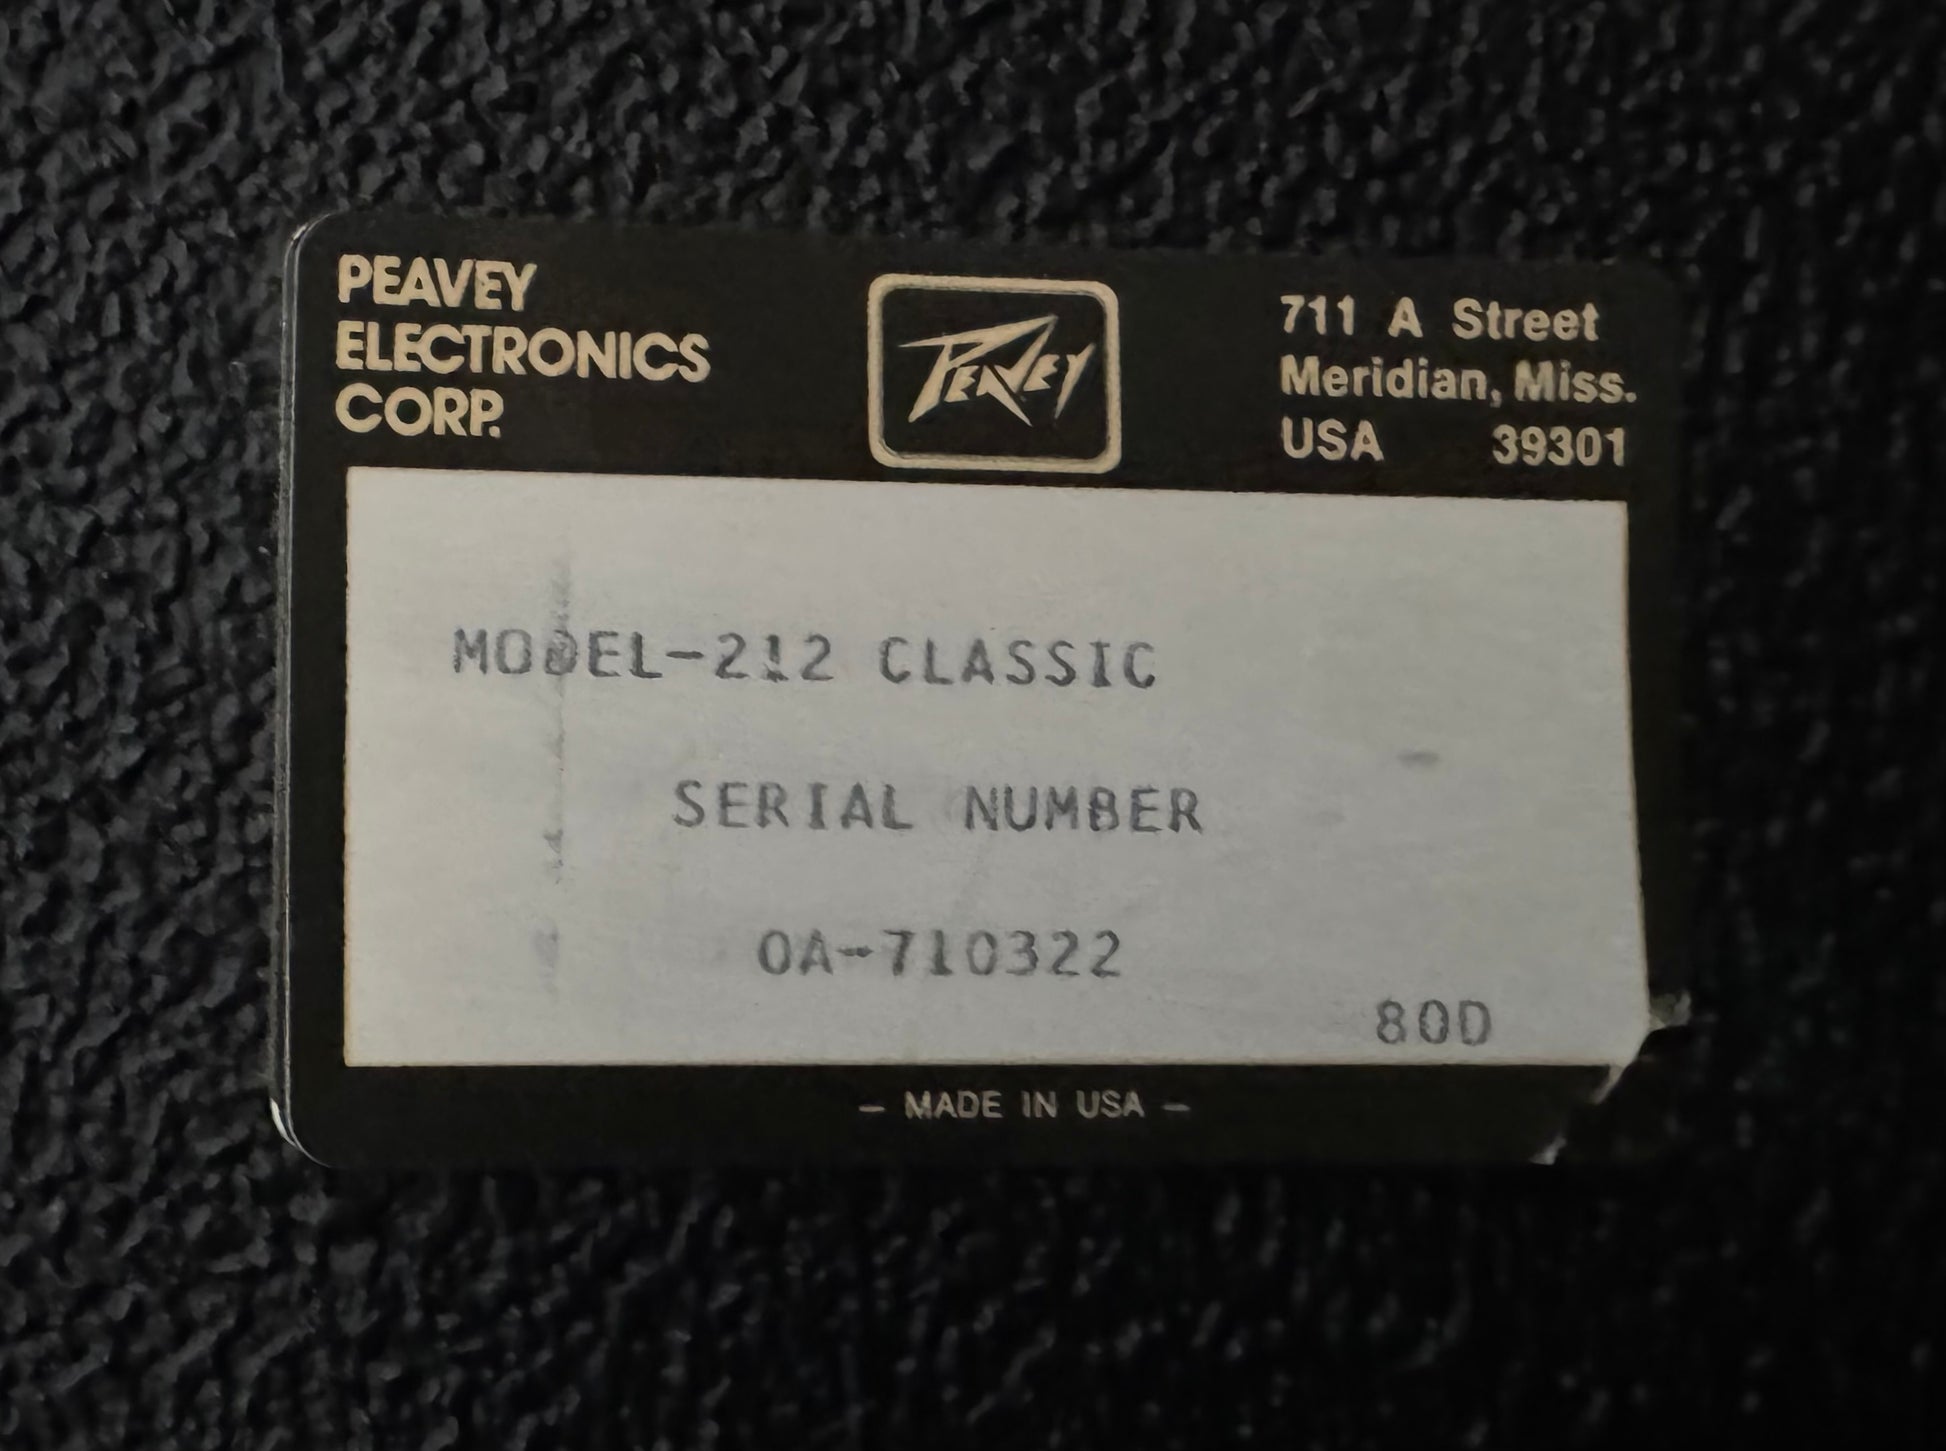 PEAVEY
ELECTRONICS
CORP.
PEAVEY
711 A Street
Meridian, Miss.
USA 39301
MODEL-212 CLASSIC
SERIAL NUMBER
0A-710322
80D
— MADE IN USA —